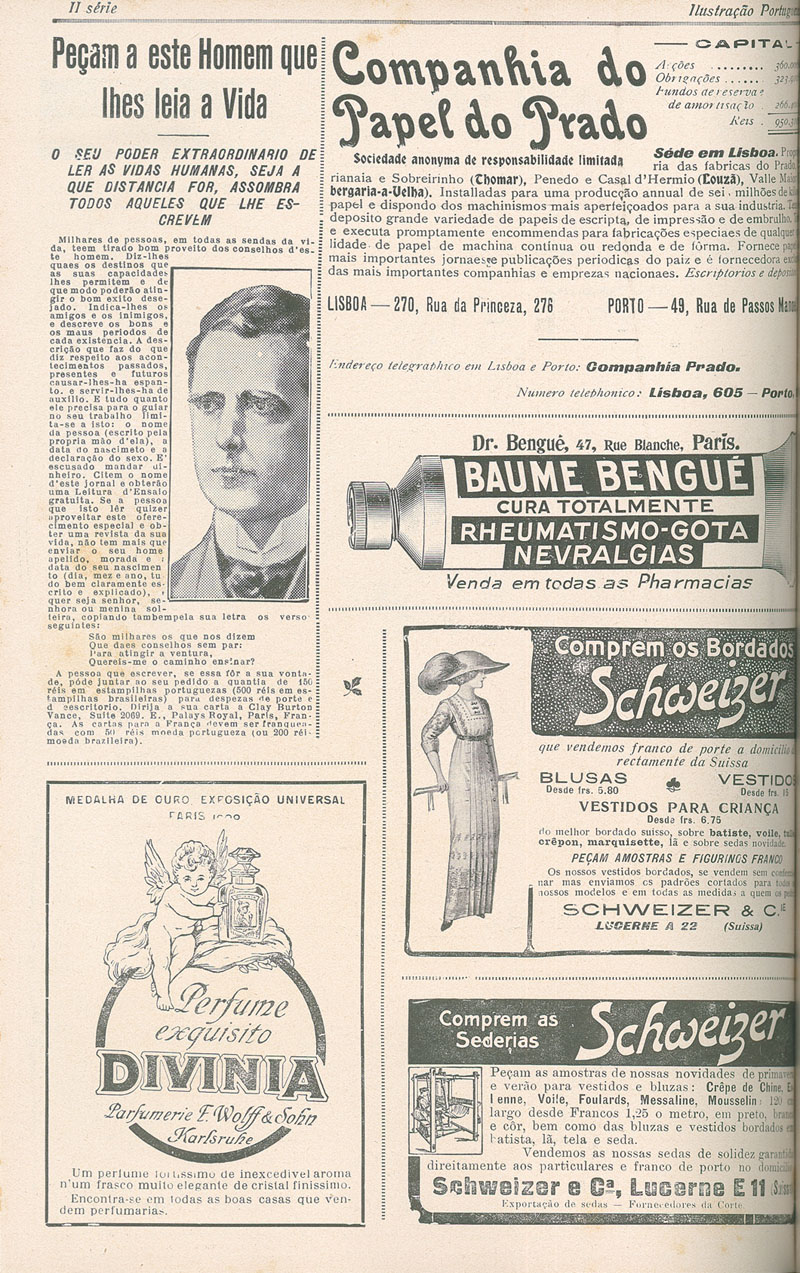 II série
Ilustração
Peçam a este Homem que
lhes leia a Vida
O SEU PODER EXTRAORDINARIO DE
LER AS VIDAS HUMANAS, SEJA A
QUE DISTANCIA FOR, ASSOMBRA
TODOS AQUELES QUE LHE ES-
CREVEM
Milhares de pessoas, em todas as sendas da vi-
da, teem tirado bom proveito dos conselhos d'es-
te homem. Diz-lhes
quaes os destinos que
as suas capacidades
lhes permitem e de
que modo poderão atin-
gir o bom exito dese-
jado. Indica-lhes os
amigos e os inimigos,
e descreve os bons e
os maus periodos de
cada existencia. A des-
crição que faz do que
diz respeito aos acon-
tecimentos passados,
presentes e futuros
causar-lhes-ha espan-
to. e servir-lhes-ha de
auxilio. E tudo quanto
ele precisa para o guiar
no seu trabalho limi-
ta-se a isto: o nome
da pessoa (escrito pela
propria mão d'ela), a
data do nascimeto e a
declaração do sexo. E'
escusado mandar di-
nheiro. Citem o nome
d'este jornal e obterão
uma Leitura d'Ensaio
gratuita. Se a pessoa
que isto lêr quizer
aproveitar este ofere-
cimento especial e ob-
ter uma revista da sua
vida, não tem mais que
enviar o seu home
apelido, morada e
data do seu nascimen
to (dia, mez e ano, tu
do bem claramente es-
crito e explicado),
quer seja senhor, se-
nhora ou menina sol-
teira, copiando tambempela sua letra os verso
seguintes:
São milhares os que nos dizem
Que daes conselhos sem par:
Para atingir a ventura,
Quereis-me o caminho ensinar?
A pessoa que escrever, se essa fôr a sua vonta-
de, póde juntar ao seu pedido a quantia de 150
réis em estampilhas portuguezas (500 réis em es-
tampilhas brasileiras) para despezas de porte e
d escritorio. Dirija a sua carta a Clay Burton
Vance, Suite 2069. E., Palays Royal, Paris, Fran-
ça. As cartas para a França devem ser franquea-
das com 50 réis moeda portugueza (ou 200 réi-
moeda brazileira).
MEDALHA DE OURO, EXPOSIÇÃO UNIVERSAL
PARIS
Perfume
exquisito
DIVINIA
Parfumerie F. Wolff & Sohn
Karlsruhe
Um perfume fortissimo de inexcedivel aroma
n'um frasco muito elegante de cristal finissimo.
Encontra-se em todas as boas casas que ven-
dem perfumarias.
Companhia do
Papel do Prado
CAPITAL
Acções ........
Obrigações ......
Fundos de reserva e
de amortisação .
Reis .
Sociedade anonyma de responsabilidade limitada
Séde em Lisboa.
ria das fabricas do Prado
rianaia e Sobreirinho (Thomar), Penedo e Casal d'Hermio (Louzã), Valle Maior
bergaria-a-Velha). Installadas para uma producção annual de sei. milhões de
papel e dispondo dos machinismos mais aperfeiçoados para a sua industria.
deposito grande variedade de papeis de escripta, de impressão e de embrulho.
e executa promptamente encommendas para fabricações especiaes de qualquer
lidade de papel de machina continua ou redonda e de fôrma. Fornece
mais importantes jornaes e publicações periodicas do paiz e é fornecedora
das mais importantes companhias e emprezas nacionaes. Escriptorios e
LISBOA — 270, Rua da Princeza, 276 PORTO — 49, Rua de Passos
Endereço telegraphico em Lisboa e Porto: Companhia Prado.
Numero telephonico: Lisboa, 605 — Porto,
Dr. Bengué, 47, Rue Blanche, Paris.
BAUME BENGUÉ
CURA TOTALMENTE
RHEUMATISMO-GOTA
NEVRALGIAS
Venda em todas as Pharmacias
Comprem os Bordados
Schweizer
que vendemos franco de porte a domicilio
rectamente da Suissa
BLUSAS VESTIDO
Desde frs. 5.80 Desde frs. 15
VESTIDOS PARA CRIANÇA
Desde frs. 6.75
do melhor bordado suisso, sobre batiste, voile,
crêpon, marquisette, lã e sobre sedas novidade.
PEÇAM AMOSTRAS E FIGURINOS FRANCO
Os nossos vestidos bordados, se vendem sem
nar mas enviamos os padrões cortados para
nossos modelos e em todas as medidas a quem
SCHWEIZER & C.IE
LUCERNE A 22 (Suissa)
Comprem as
Sederias
Schweizer
Peçam as amostras de nossas novidades de
e verão para vestidos e bluzas: Crêpe de Chine,
lenne, Voile, Foulards, Messaline, Mousselin 120
largo desde Francos 1,25 o metro, em preto,
e côr, bem como das bluzas e vestidos bordados
batista, lã, tela e seda.
Vendemos as nossas sedas de solidez
direitamente aos particulares e franco de porto no
Schweizer e Ca, Lucerne E 11
Exportação de sedas — Fornecedores da Corte